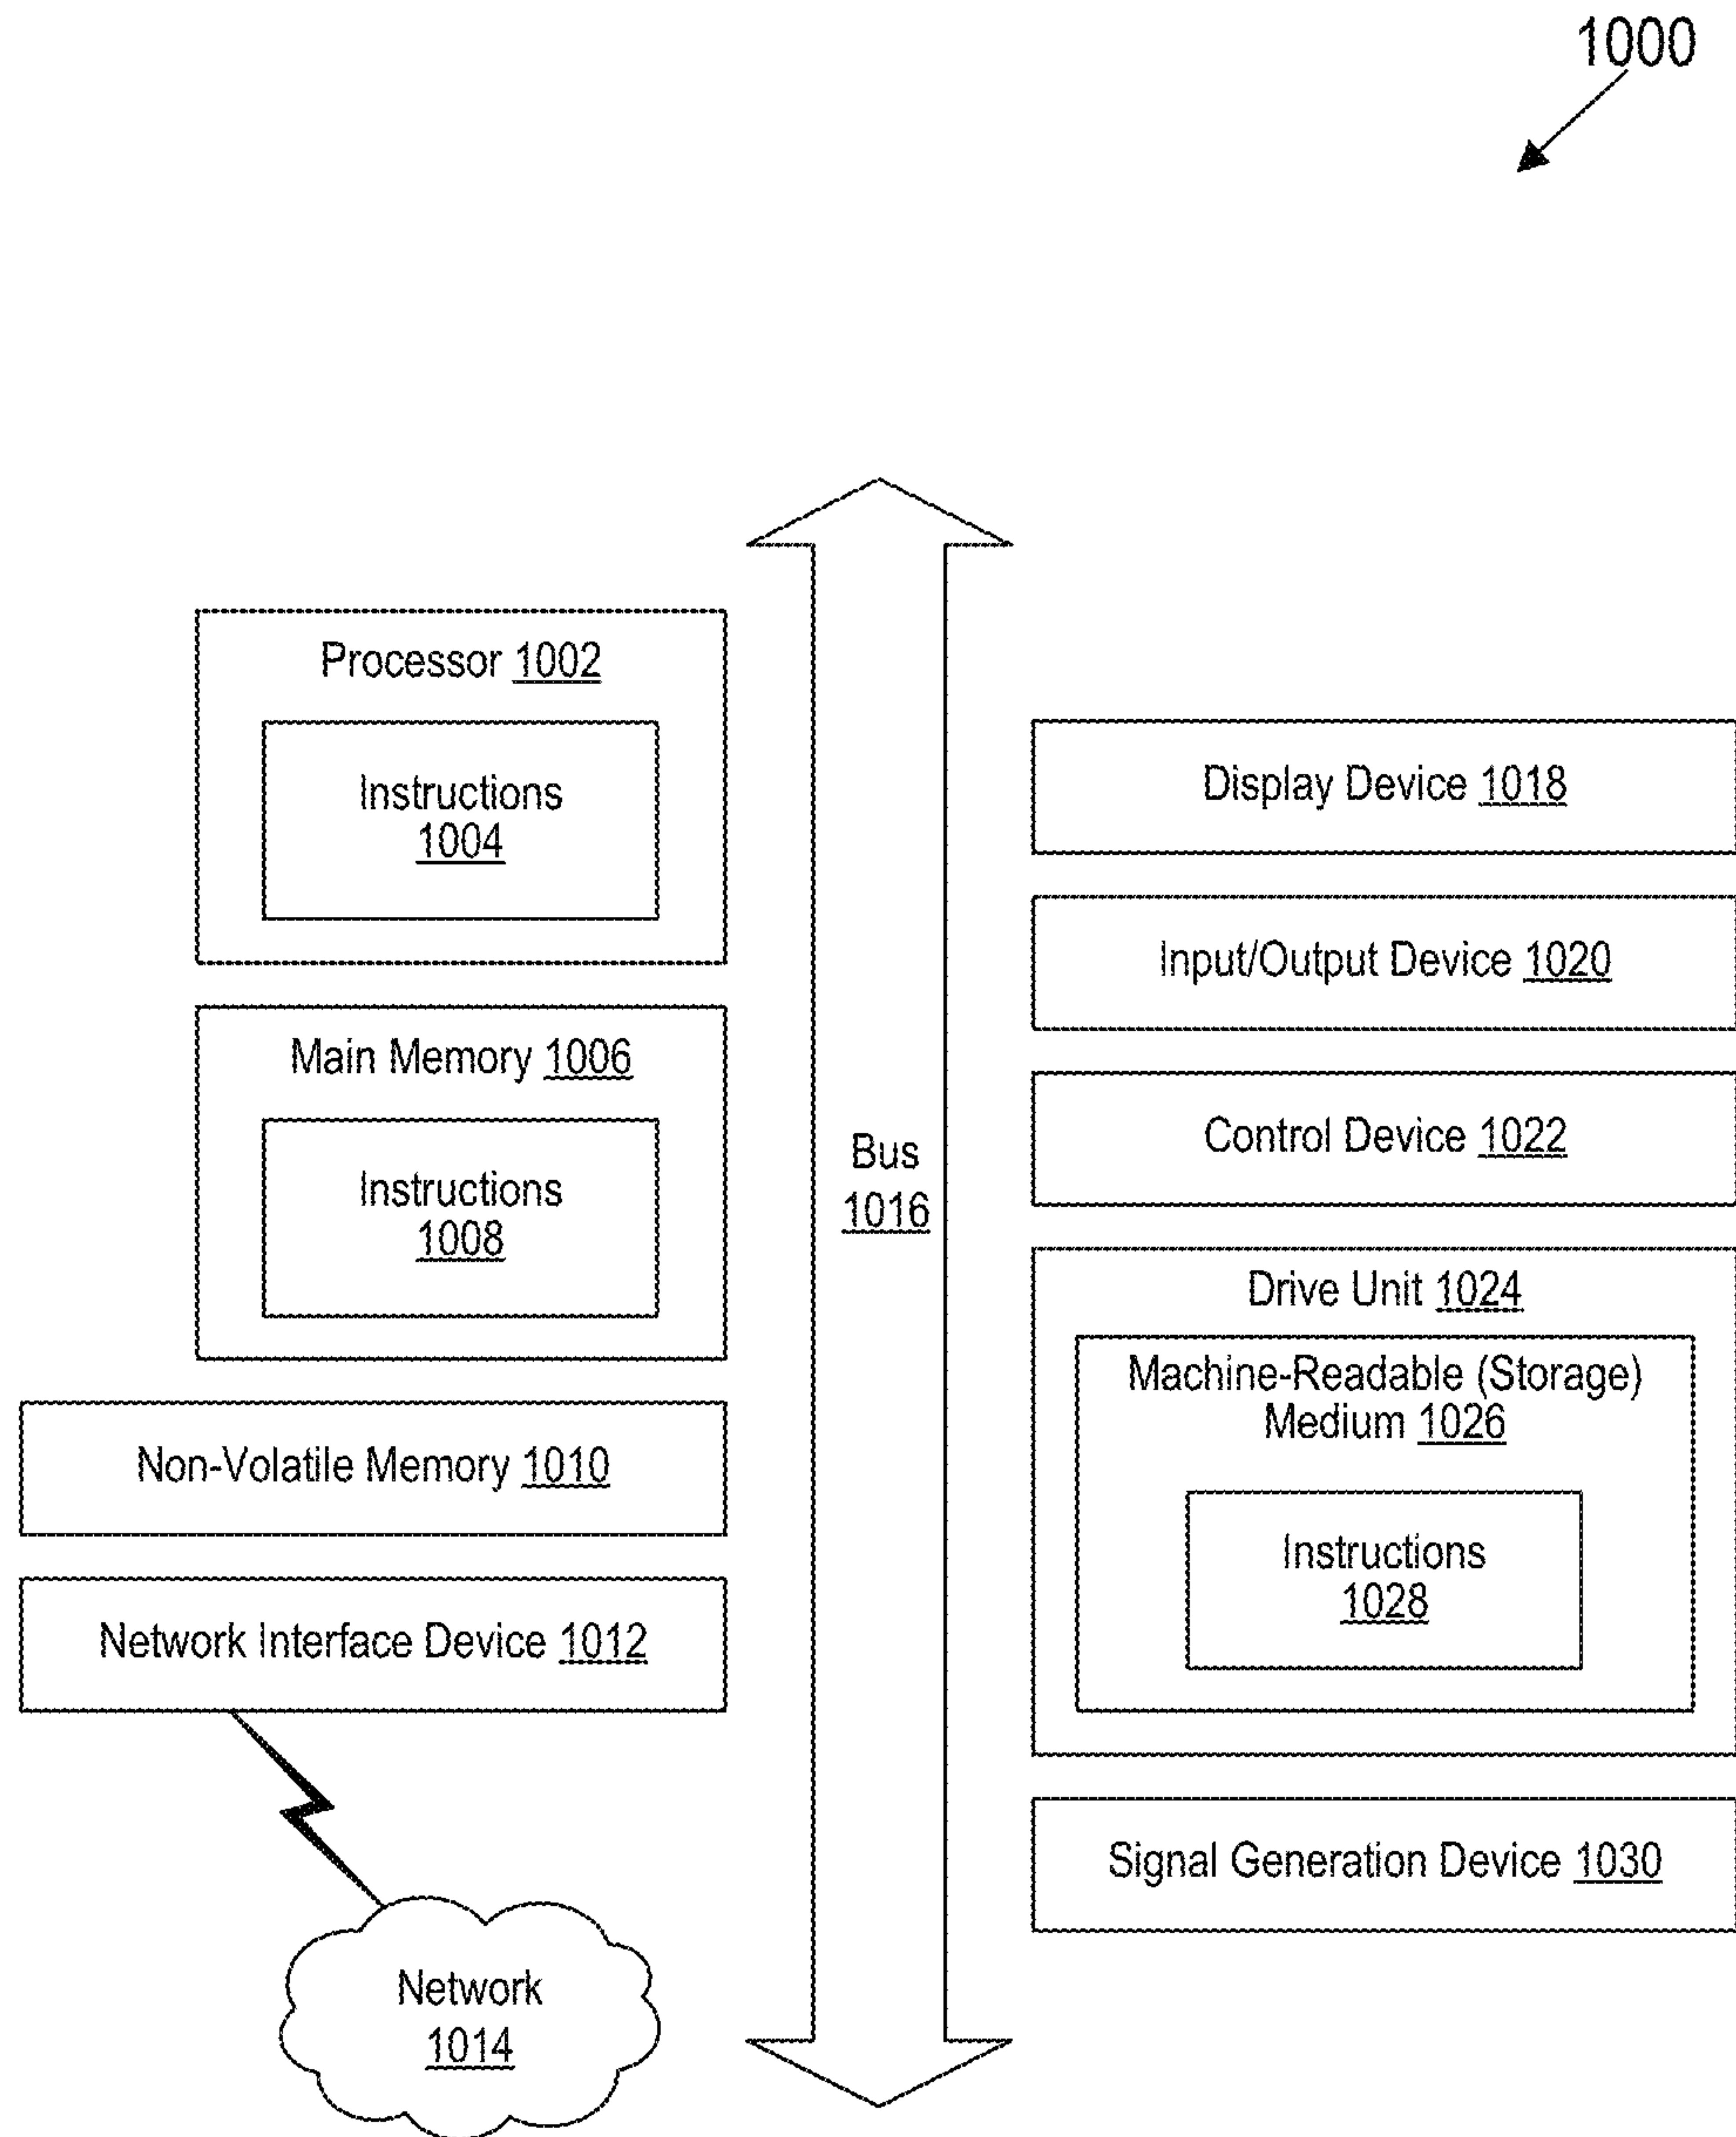 1000
Processor 1002
Instructions
1004
Main Memory 1006
Instructions
1008
Non-Volatile Memory 1010
Network Interface Device 1012
Network
1014
Bus
1016
Display Device 1018
Input/Output Device 1020
Control Device 1022
Drive Unit 1024
Machine-Readable (Storage)
Medium 1026
Instructions
1028
Signal Generation Device 1030